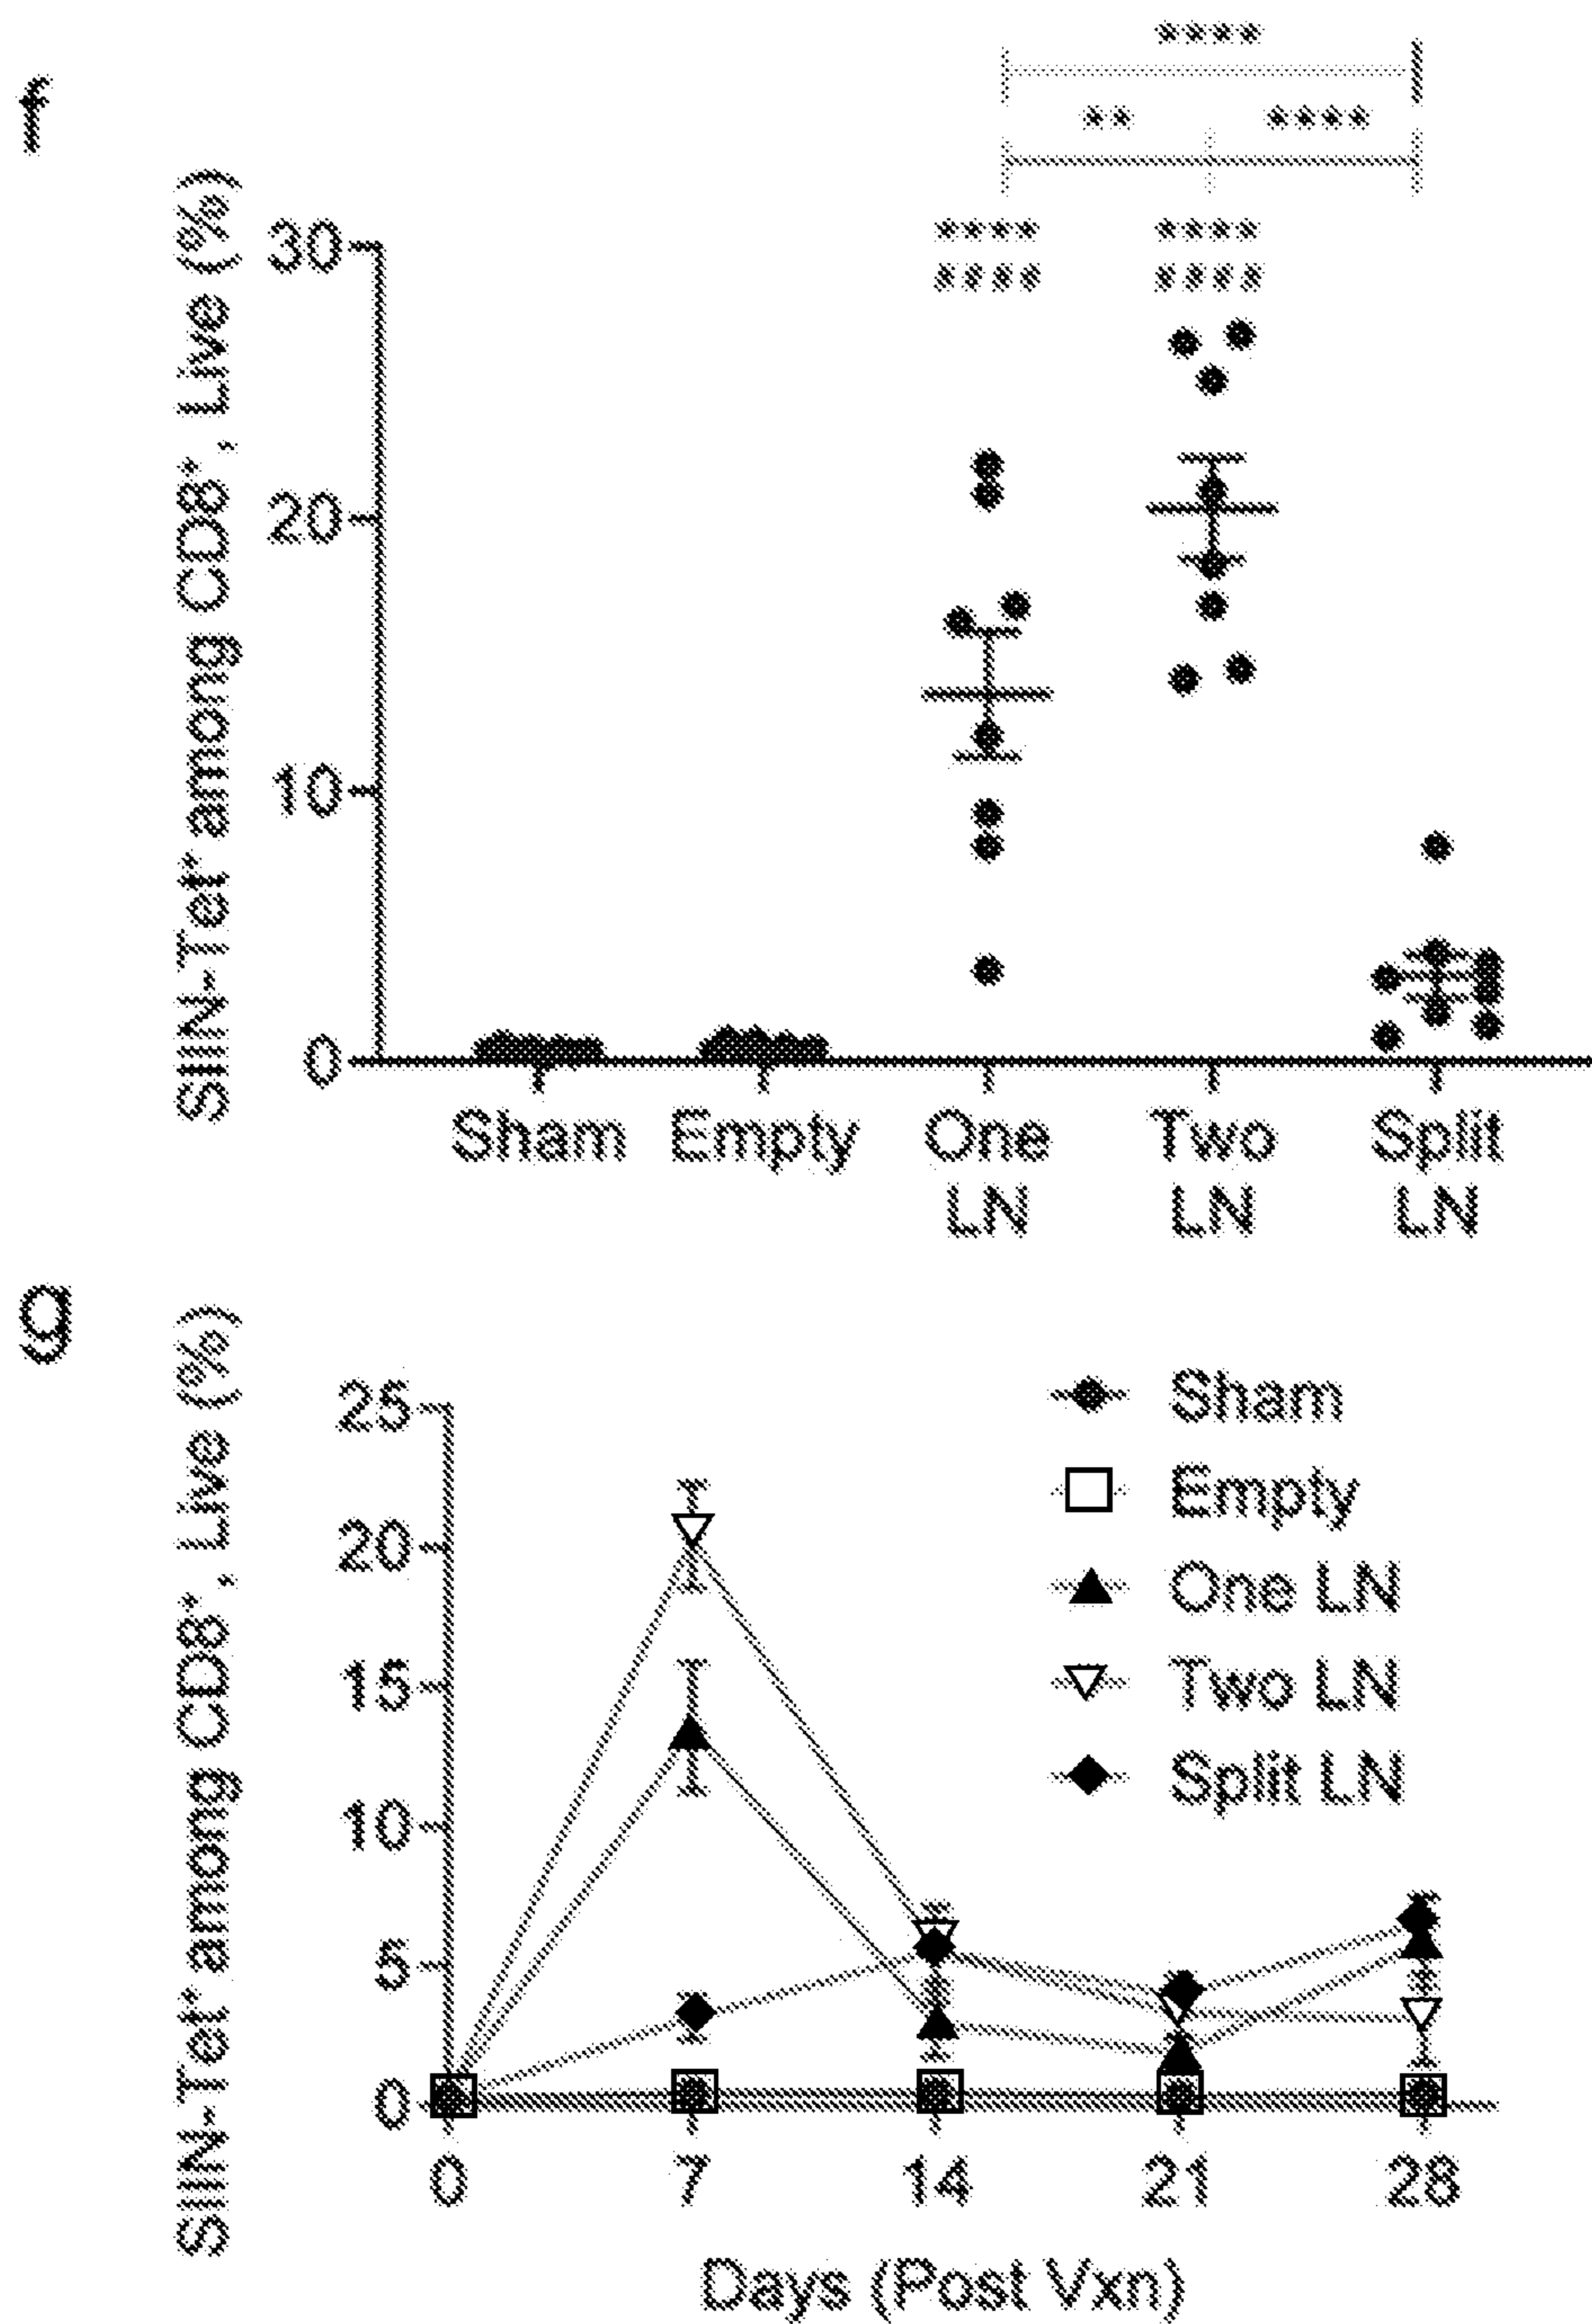 f
****
** ****
**** ****
**** ****
SIIN-Tet⁺ among CD8⁺, Live (%)
30
20
10
0
Sham Empty One LN Two LN Split LN
g
SIIN-Tet⁺ among CD8⁺, Live (%)
25
20
15
10
5
0
Sham
Empty
One LN
Two LN
Split LN
0 7 14 21 28
Days (Post Vxn)